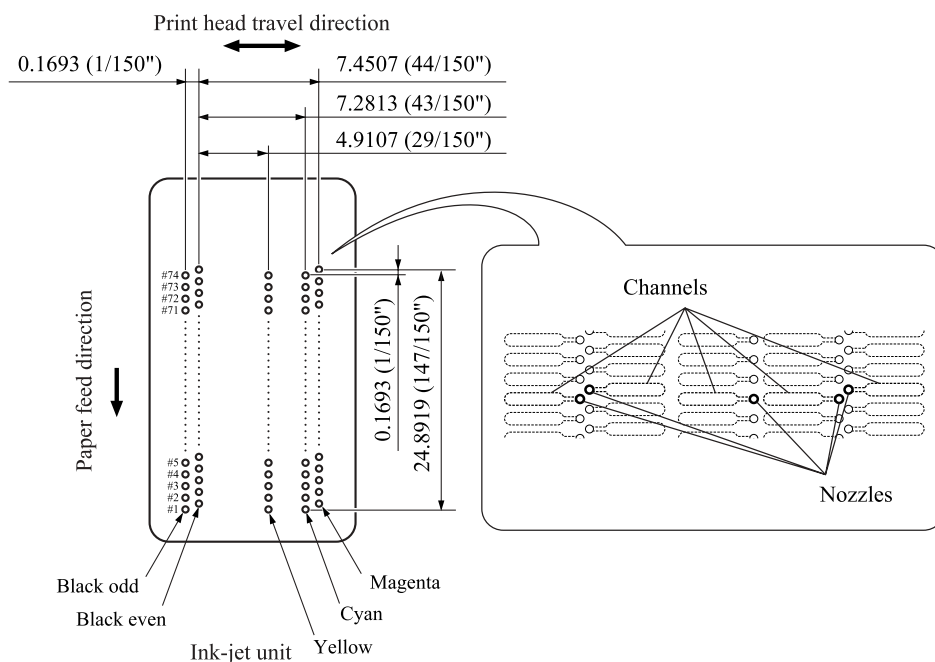 Print head travel direction
0.1693 (1/150")
7.4507 (44/150")
7.2813 (43/150")
4.9107 (29/150")
Paper feed direction
#74
#73
#72
#71
#5
#4
#3
#2
#1
0.1693 (1/150")
24.8919 (147/150")
Channels
Nozzles
Black odd
Black even
Magenta
Cyan
Yellow
Ink-jet unit